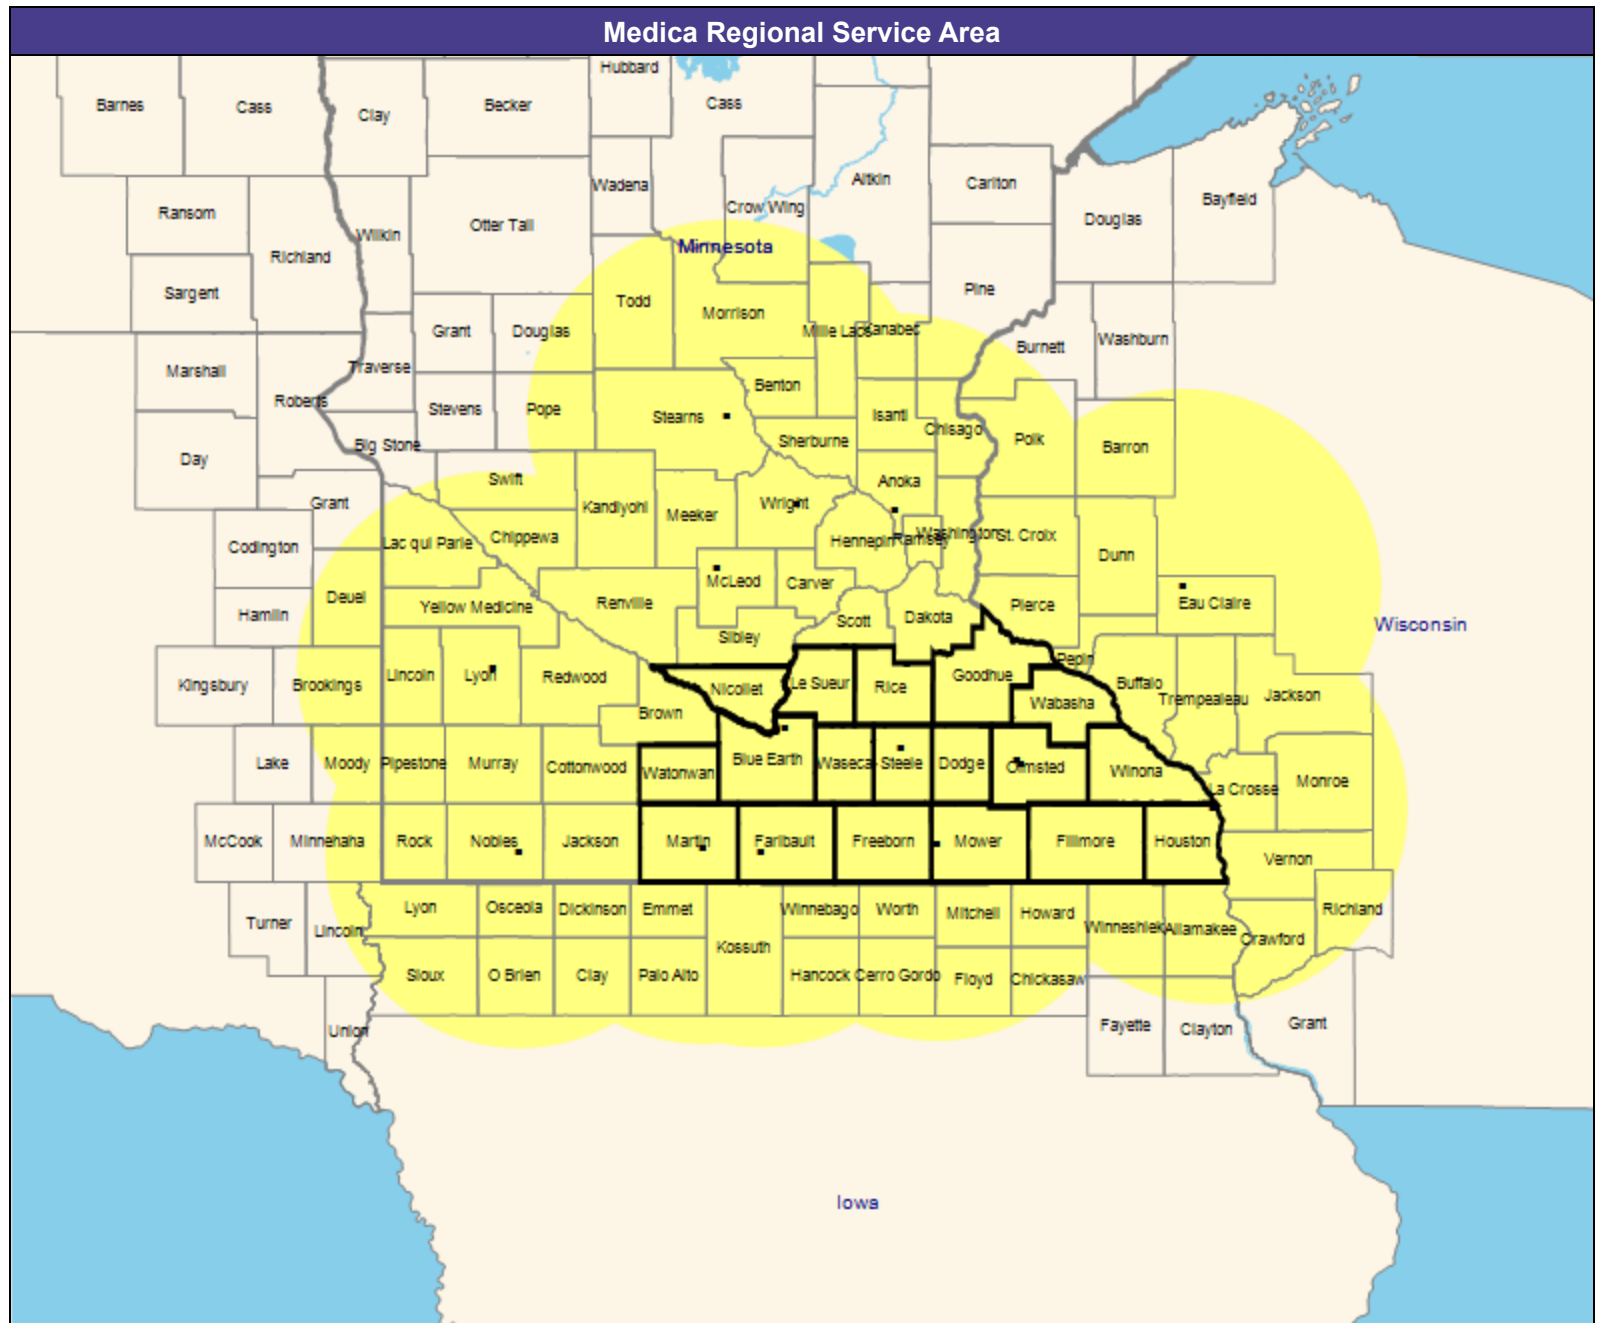 Medica Regional Service Area
Hubbard
Barnes
Cass
Clay
Becker
Cass
Wadena
Crow Wing
Aitkin
Carlton
Ransom
Richland
Wilkin
Otter Tail
Douglas
Bayfield
Minnesota
Sargent
Todd
Morrison
Pine
Grant
Douglas
Mille Lacs
Kanabec
Burnett
Washburn
Marshall
Roberts
Traverse
Stevens
Pope
Stearns
Benton
Isanti
Chisago
Polk
Barron
Day
Big Stone
Sherburne
Grant
Swift
Kandiyohi
Meeker
Wright
Anoka
Codington
Lac qui Parle
Chippewa
Hennepin
Ramsey
Washington
St. Croix
Dunn
Hamlin
Deuel
Yellow Medicine
Renville
McLeod
Carver
Scott
Dakota
Pierce
Eau Claire
Wisconsin
Sibley
Kingsbury
Brookings
Lincoln
Lyon
Redwood
Brown
Nicollet
Le Sueur
Rice
Goodhue
Wabasha
Pepin
Buffalo
Trempealeau
Jackson
Lake
Moody
Pipestone
Murray
Cottonwood
Watonwan
Blue Earth
Waseca
Steele
Dodge
Olmsted
Winona
La Crosse
Monroe
McCook
Minnehaha
Rock
Nobles
Jackson
Martin
Faribault
Freeborn
Mower
Fillmore
Houston
Vernon
Turner
Lincoln
Lyon
Osceola
Dickinson
Emmet
Kossuth
Winnebago
Worth
Mitchell
Howard
Winneshiek
Allamakee
Crawford
Richland
Sioux
O Brien
Clay
Palo Alto
Hancock
Cerro Gordo
Floyd
Chickasaw
Union
Fayette
Clayton
Grant
Iowa